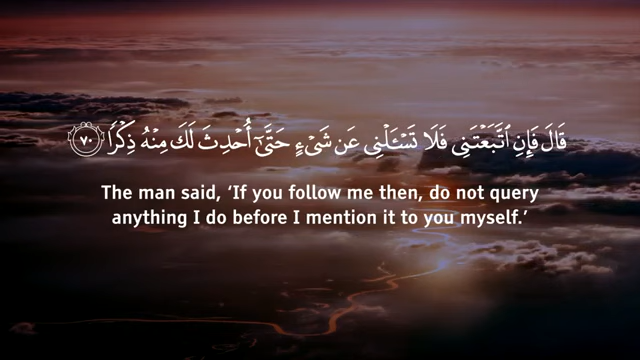 قَالَ فَإِنِ ٱتَّبَعْتَنِى فَلَا تَسْـَٔلْنِى عَن شَىْءٍ حَتَّىٰٓ أُحْدِثَ لَكَ مِنْهُ ذِكْرًا ٧٠
The man said, ‘If you follow me then, do not query
anything I do before I mention it to you myself.’